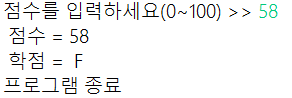 점수를 입력하세요(0~100) >> 58
점수 = 58
학점 =  F
프로그램 종료